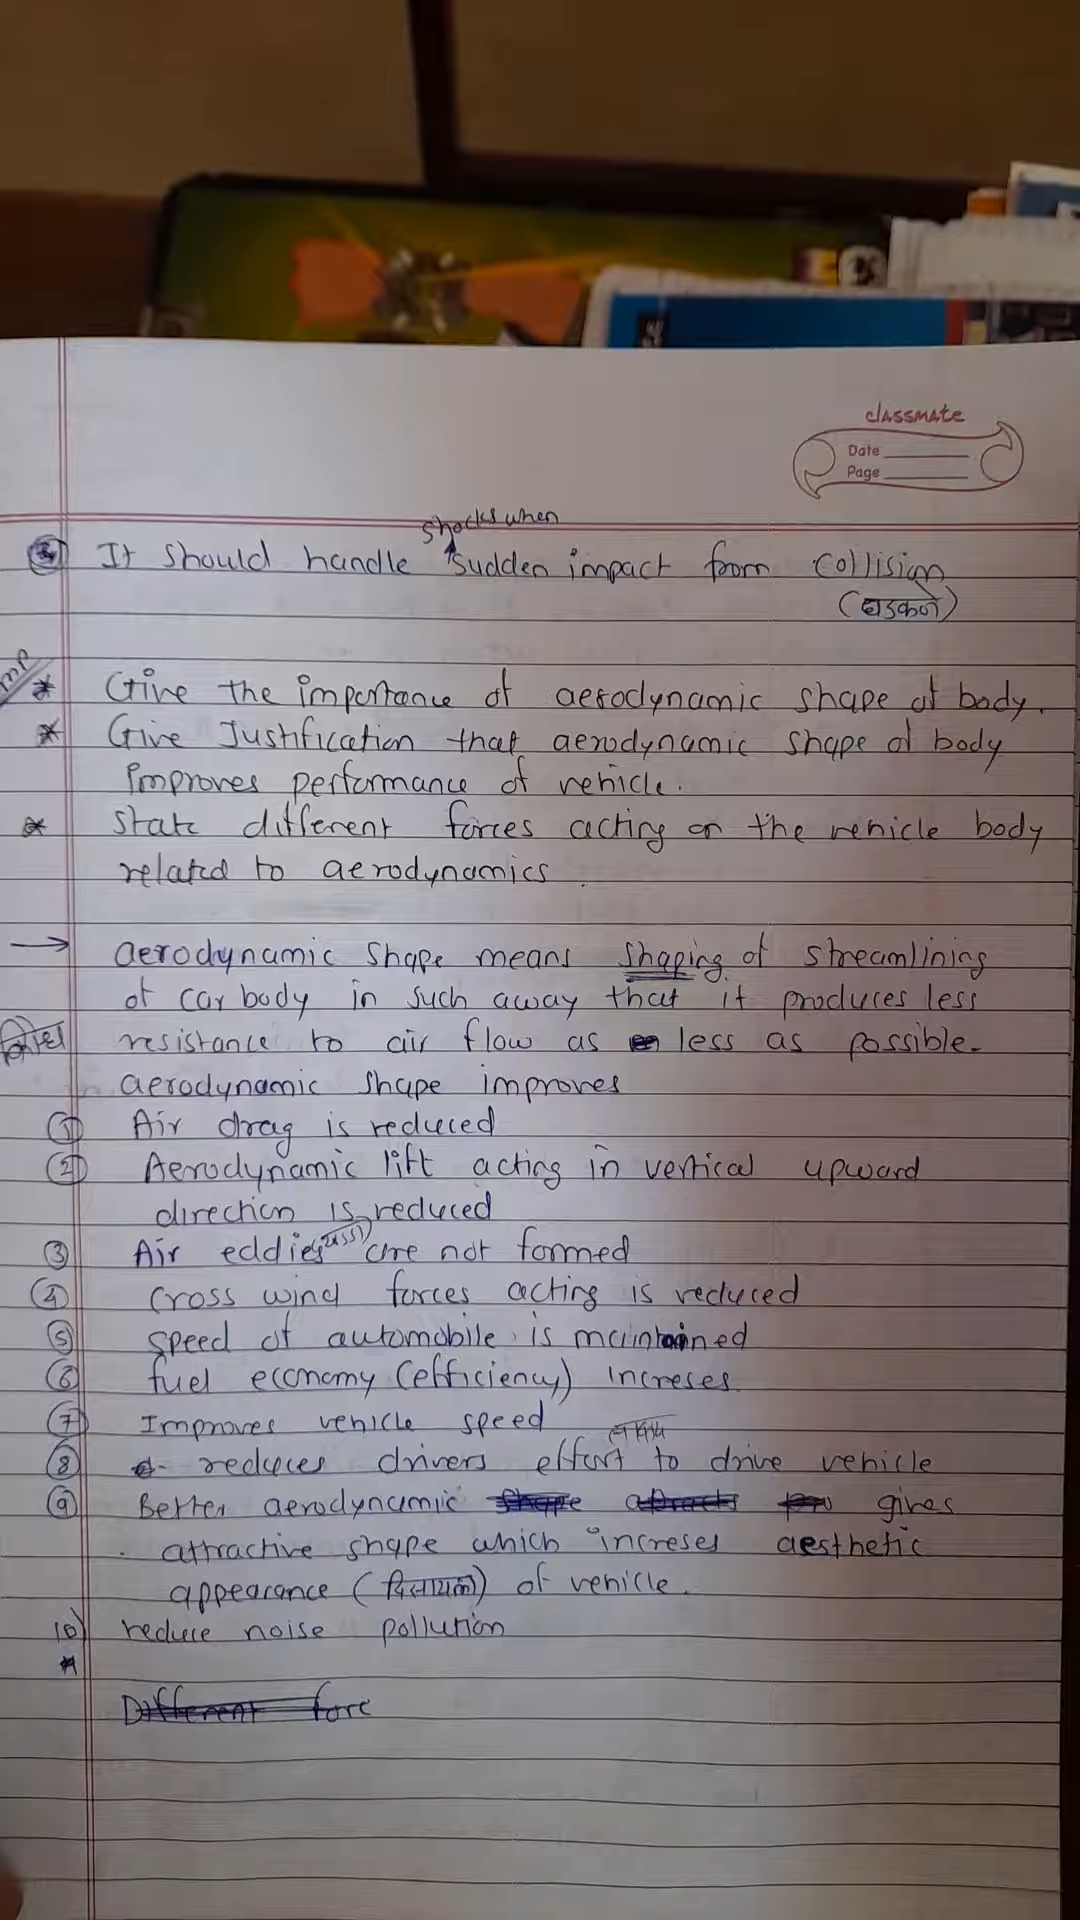 classmate
Date
Page
shocks when
It should handle sudden impact from collision
(धडकने)
Imp
* Give the importance of aerodynamic shape of body.
* Give Justification that aerodynamic shape of body
improves performance of vehicle.
* State different forces acting on the vehicle body
related to aerodynamics.
→ aerodynamic shape means shaping of streamlining
of car body in such away that it produces less
resistance to air flow as less as possible.
aerodynamic shape improves
① Air drag is reduced
② Aerodynamic lift acting in vertical upward
direction is reduced
③ Air eddies are not formed
④ Cross wind forces acting is reduced
⑤ speed of automobile is maintained
⑥ fuel economy (efficiency) increses
⑦ Improves vehicle speed
⑧ reduces drivers effort to drive vehicle
⑨ Better aerodynamic gives
attractive shape which increses aesthetic
appearance of vehicle.
10) reduce noise pollution
*
Different forc